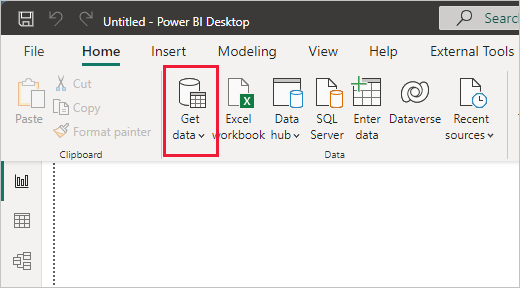 Untitled - Power BI Desktop
Search
File Home Insert Modeling View Help External Tools
Paste
Cut
Copy
Format painter
Clipboard
Get
data
Excel
workbook
Data
hub
SQL
Server
Enter
data
Dataverse
Recent
sources
Data